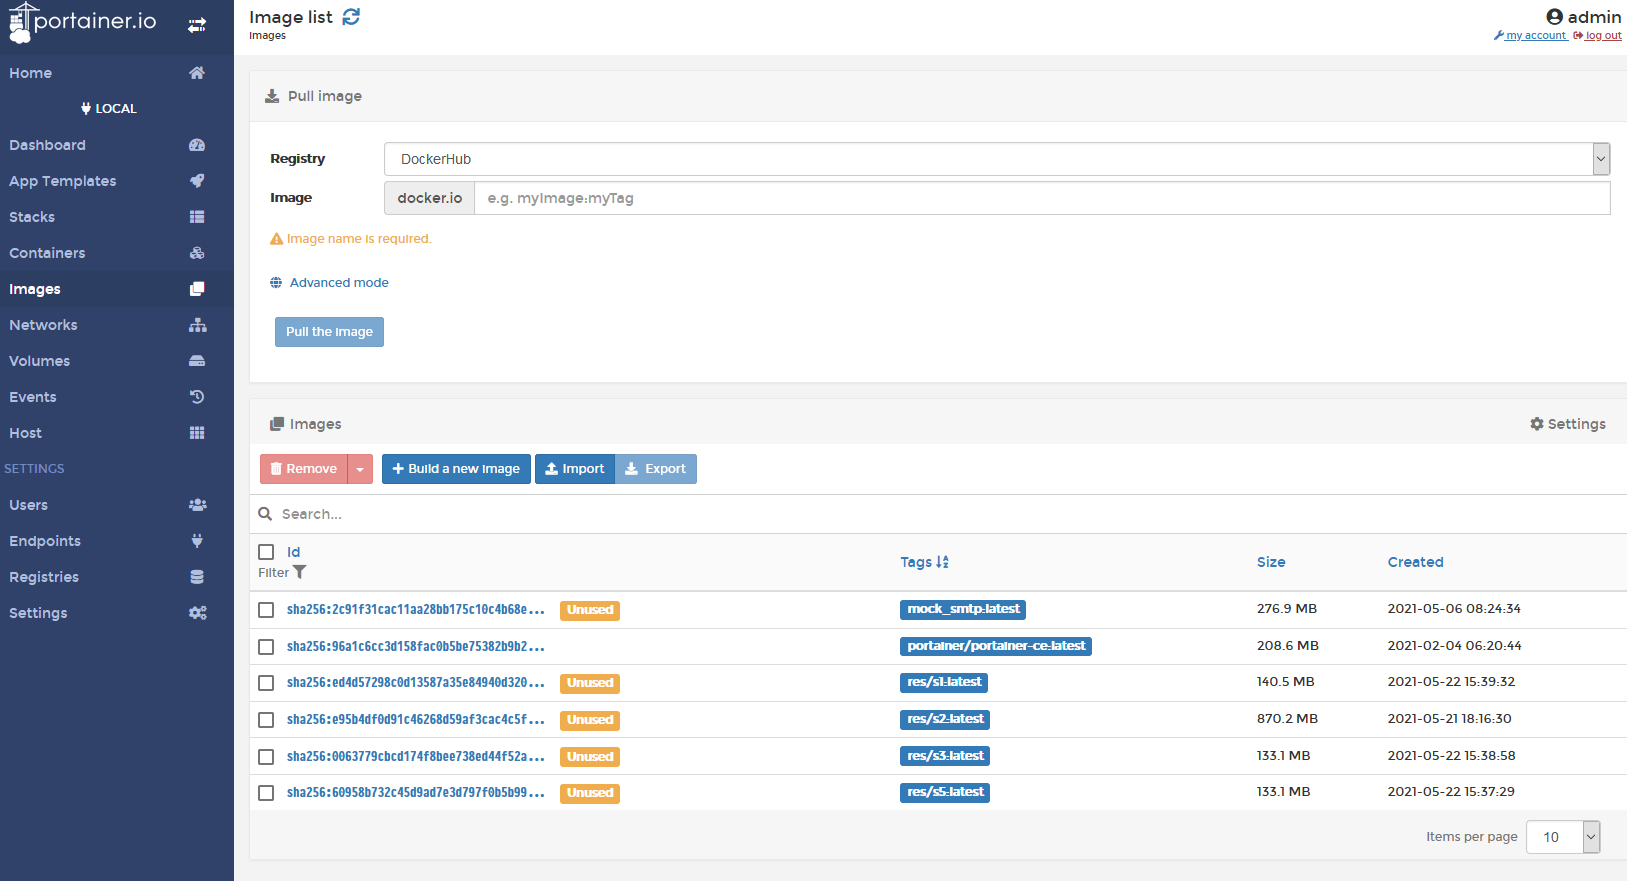 portainer.io
Home
LOCAL
Dashboard
App Templates
Stacks
Containers
Images
Networks
Volumes
Events
Host
SETTINGS
Users
Endpoints
Registries
Settings
Image list
Images
admin
my account log out
Pull image
Registry DockerHub
Image docker.io e.g. myImage:myTag
Image name is required.
Advanced mode
Pull the image
Images Settings
Remove Build a new image Import Export
Search...
Id Tags Size Created
Filter
sha256:2c91f31cac11aa28bb175c10c4b68e... Unused mock_smtp:latest 276.9 MB 2021-05-06 08:24:34
sha256:96a1c6cc3d158fac0b5be75382b9b2... portainer/portainer-ce:latest 208.6 MB 2021-02-04 06:20:44
sha256:ed4d57298c0d13587a35e84940d320... Unused res/s1:latest 140.5 MB 2021-05-22 15:39:32
sha256:e95b4df0d91c46268d59af3cac4c5f... Unused res/s2:latest 870.2 MB 2021-05-21 18:16:30
sha256:0063779cbcd174f8bee738ed44f52a... Unused res/s3:latest 133.1 MB 2021-05-22 15:38:58
sha256:60958b732c45d9ad7e3d797f0b5b99... Unused res/s5:latest 133.1 MB 2021-05-22 15:37:29
Items per page 10